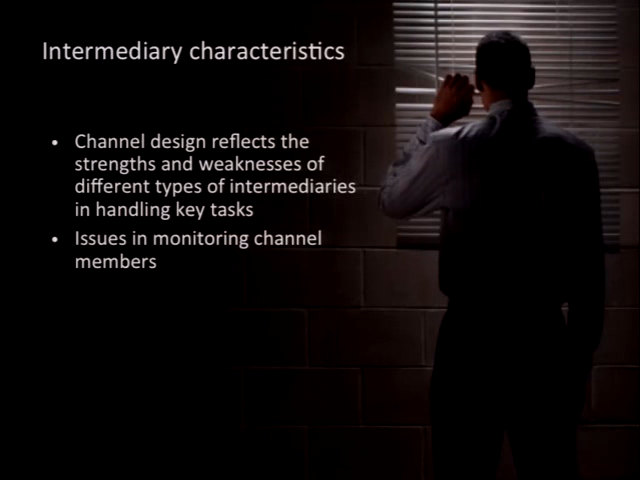 Intermediary characteristics
• Channel design reflects the
strengths and weaknesses of
different types of intermediaries
in handling key tasks
• Issues in monitoring channel
members